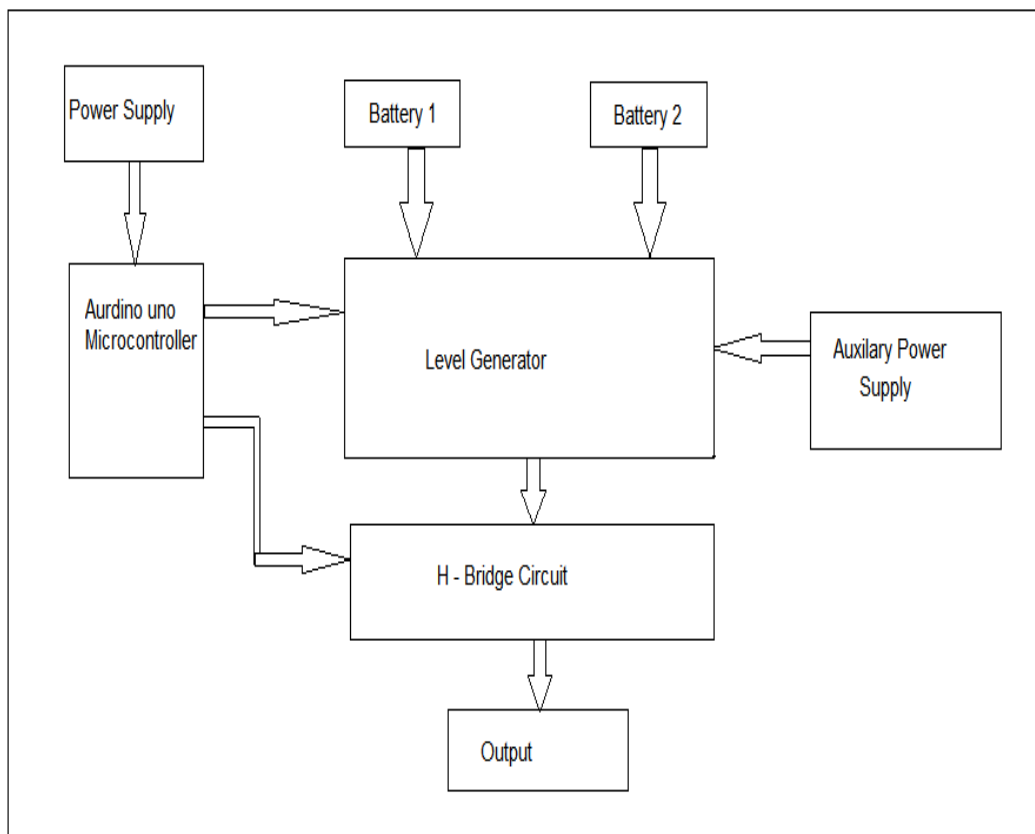 Power Supply
Battery 1
Battery 2
Aurdino uno
Microcontroller
Level Generator
Auxilary Power
Supply
H - Bridge Circuit
Output